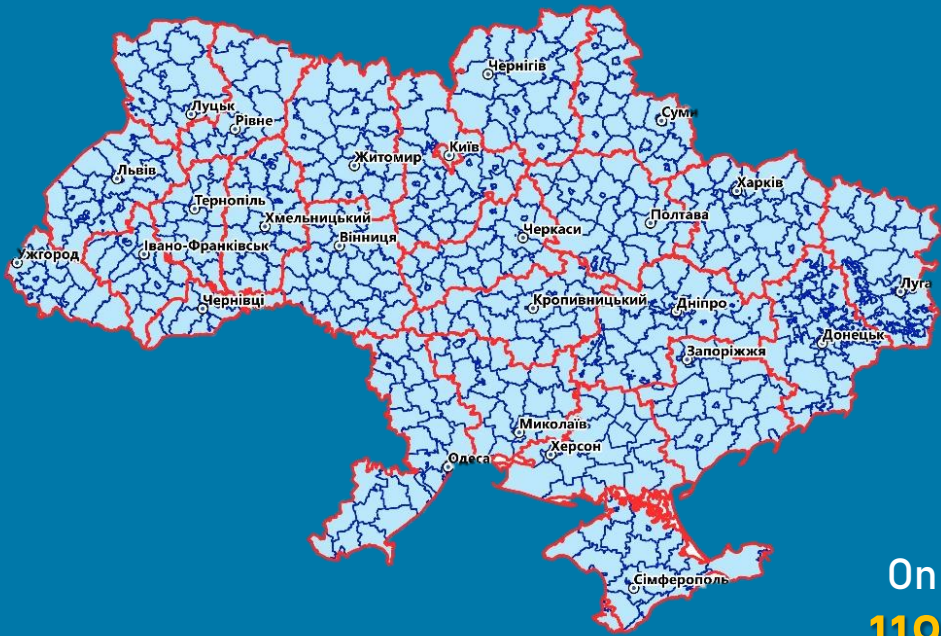 Чернігів
Луцьк
Суми
Рівне
Київ
Житомир
Львів
Харків
Тернопіль
Полтава
Хмельницький
Черкаси
Вінниця
Івано-Франківськ
Ужгород
Луга
Чернівці
Кропивницький
Дніпро
Донецьк
Запоріжжя
Миколаїв
Херсон
Одеса
On
Сімферополь
119